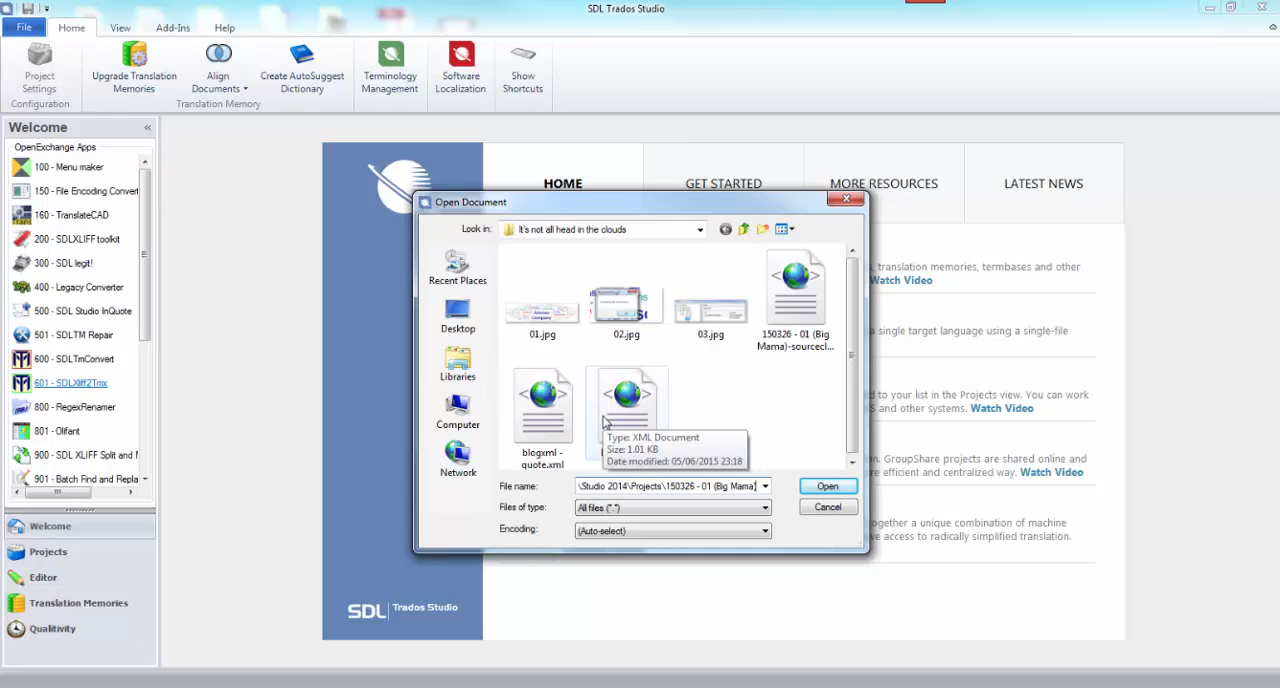 SDL Trados Studio
File Home View Add-Ins Help
Project Settings
Upgrade Translation Memories
Align Documents
Create AutoSuggest Dictionary
Terminology Management
Software Localization
Show Shortcuts
Configuration
Translation Memory
Welcome «
OpenExchange Apps
100 - Menu maker
150 - File Encoding Convert
160 - TranslateCAD
200 - SDLXLIFF toolkit
300 - SDL legit!
400 - Legacy Converter
500 - SDL Studio InQuote
501 - SDLTM Repair
600 - SDLTmConvert
601 - SDLXliff2Tmx
800 - RegexRenamer
801 - Olifant
900 - SDL XLIFF Split and
901 - Batch Find and Repla
Welcome
Projects
Editor
Translation Memories
Qualitivity
HOME
GET STARTED
MORE RESOURCES
LATEST NEWS
, translation memories, termbases and other
Watch Video
a single target language using a single-file
d to your list in the Projects view. You can work
S and other systems. Watch Video
an. GroupShare projects are shared online and
re efficient and centralized way. Watch Video
ogether a unique combination of machine
ve access to radically simplified translation.
SDL Trados Studio
Open Document
Look in: It's not all head in the clouds
Recent Places
Desktop
Libraries
Computer
Network
01.jpg
02.jpg
03.jpg
150326 - 01 (Big
Mama)-sourcecl...
blogxml -
quote.xml
Type: XML Document
Size: 1.01 KB
Date modified: 05/06/2015 23:18
File name: \Studio 2014\Projects\150326 - 01 (Big Mama)
Open
Files of type: All files (*.*)
Cancel
Encoding: (Auto-select)